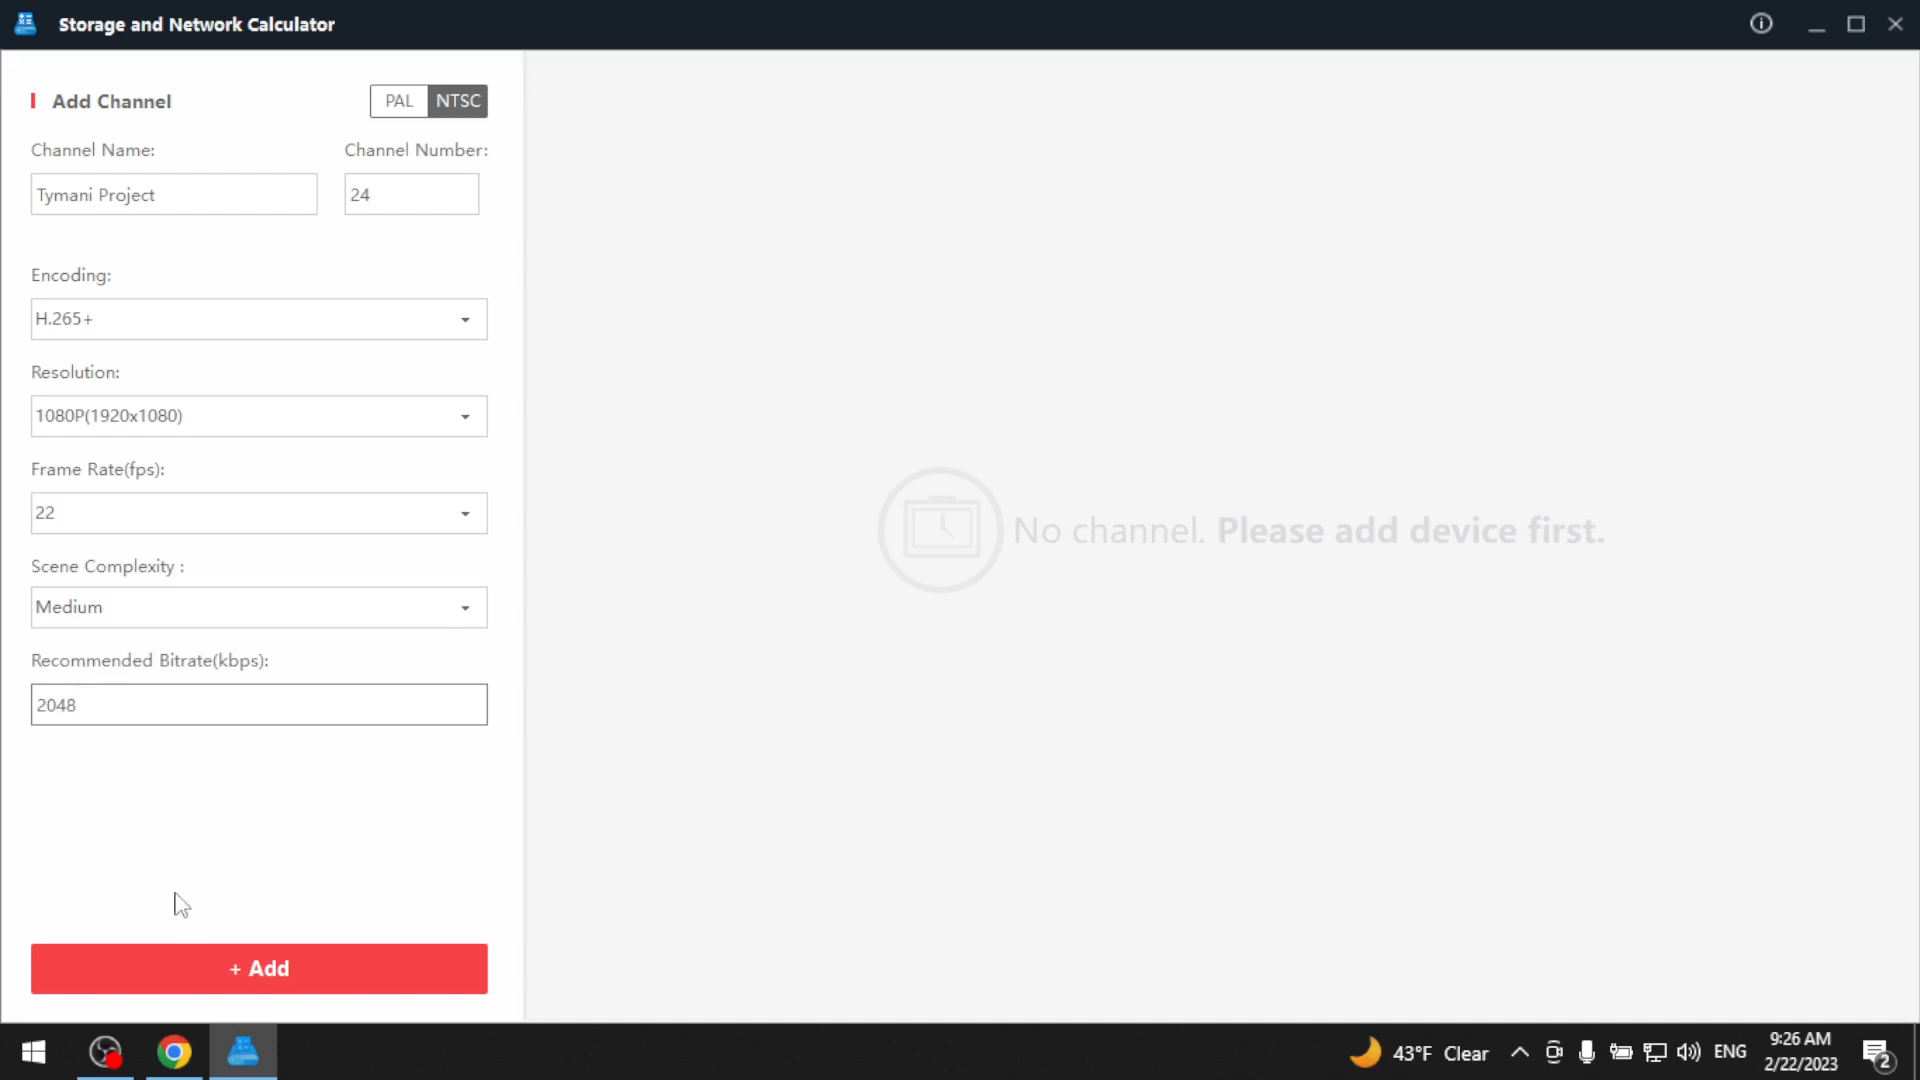 Storage and Network Calculator
Add Channel
PAL NTSC
Channel Name: Channel Number:
Tymani Project 24
Encoding:
H.265+
Resolution:
1080P(1920x1080)
Frame Rate(fps):
22
Scene Complexity :
Medium
Recommended Bitrate(kbps):
2048
+ Add
No channel. Please add device first.
43°F Clear
ENG
9:26 AM
2/22/2023
2